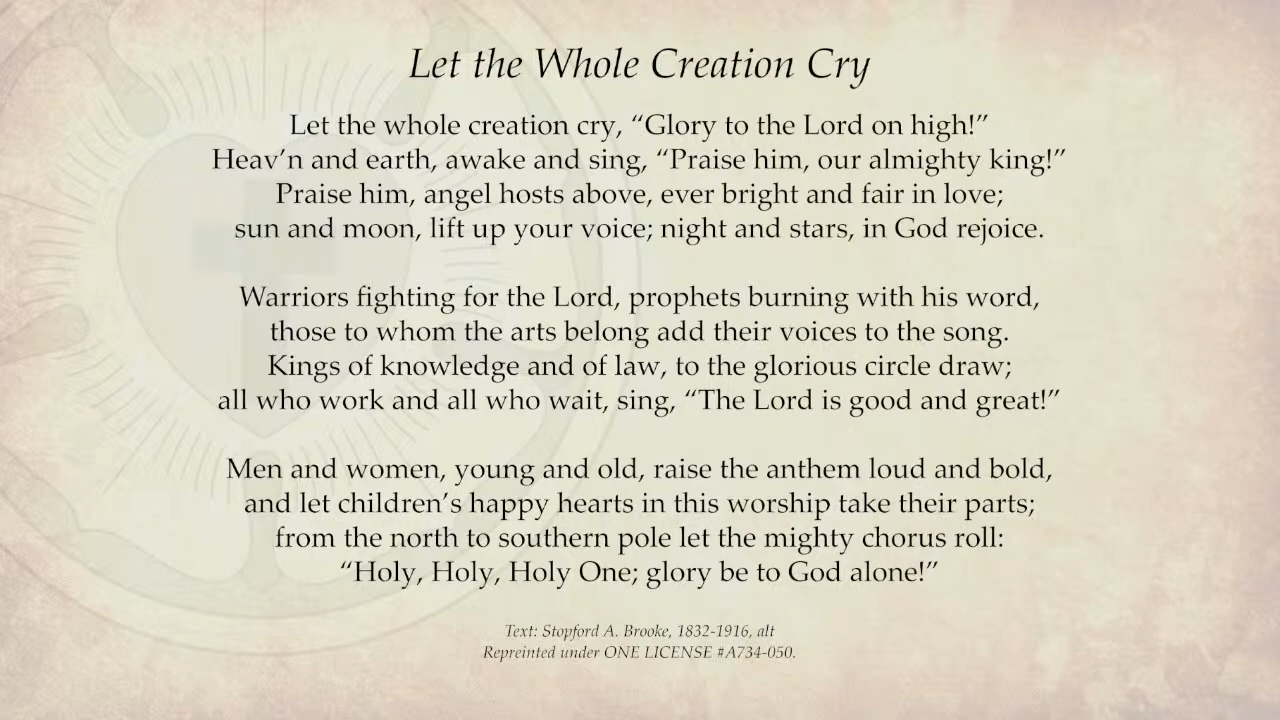 Let the Whole Creation Cry
Let the whole creation cry, “Glory to the Lord on high!”
Heav’n and earth, awake and sing, “Praise him, our almighty king!”
Praise him, angel hosts above, ever bright and fair in love;
sun and moon, lift up your voice; night and stars, in God rejoice.
Warriors fighting for the Lord, prophets burning with his word,
those to whom the arts belong add their voices to the song.
Kings of knowledge and of law, to the glorious circle draw;
all who work and all who wait, sing, “The Lord is good and great!”
Men and women, young and old, raise the anthem loud and bold,
and let children’s happy hearts in this worship take their parts;
from the north to southern pole let the mighty chorus roll:
“Holy, Holy, Holy One; glory be to God alone!”
Text: Stopford A. Brooke, 1832-1916, alt
Repreinted under ONE LICENSE #A734-050.